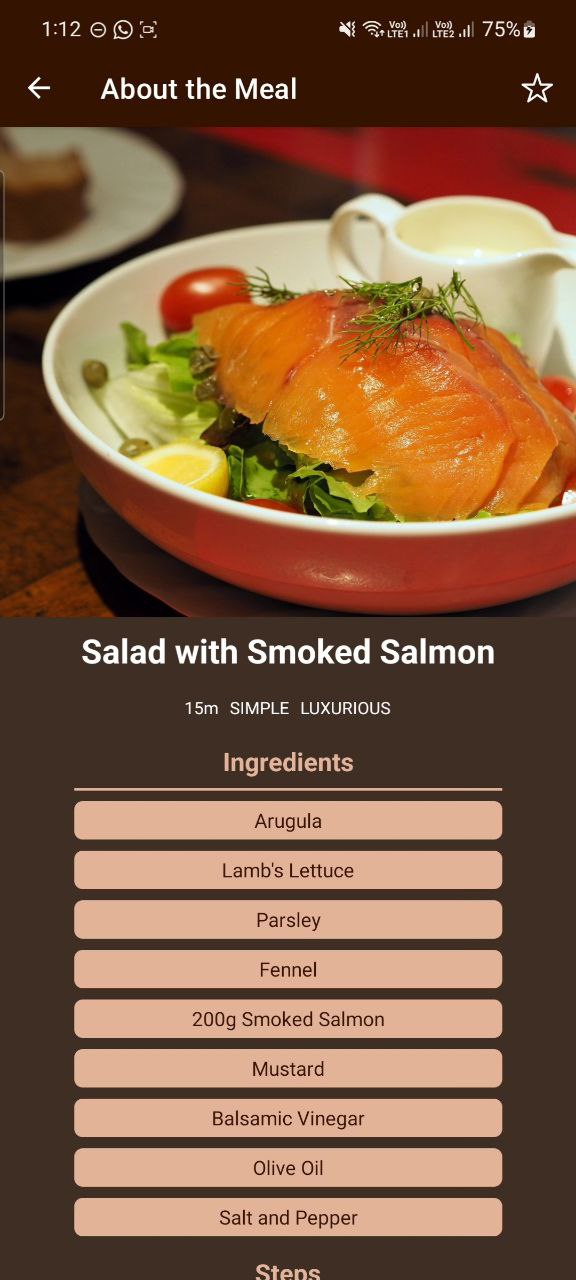 1:12
Vo)) LTE1 Vo)) LTE2 75%
About the Meal
Salad with Smoked Salmon
15m SIMPLE LUXURIOUS
Ingredients
Arugula
Lamb's Lettuce
Parsley
Fennel
200g Smoked Salmon
Mustard
Balsamic Vinegar
Olive Oil
Salt and Pepper
Steps